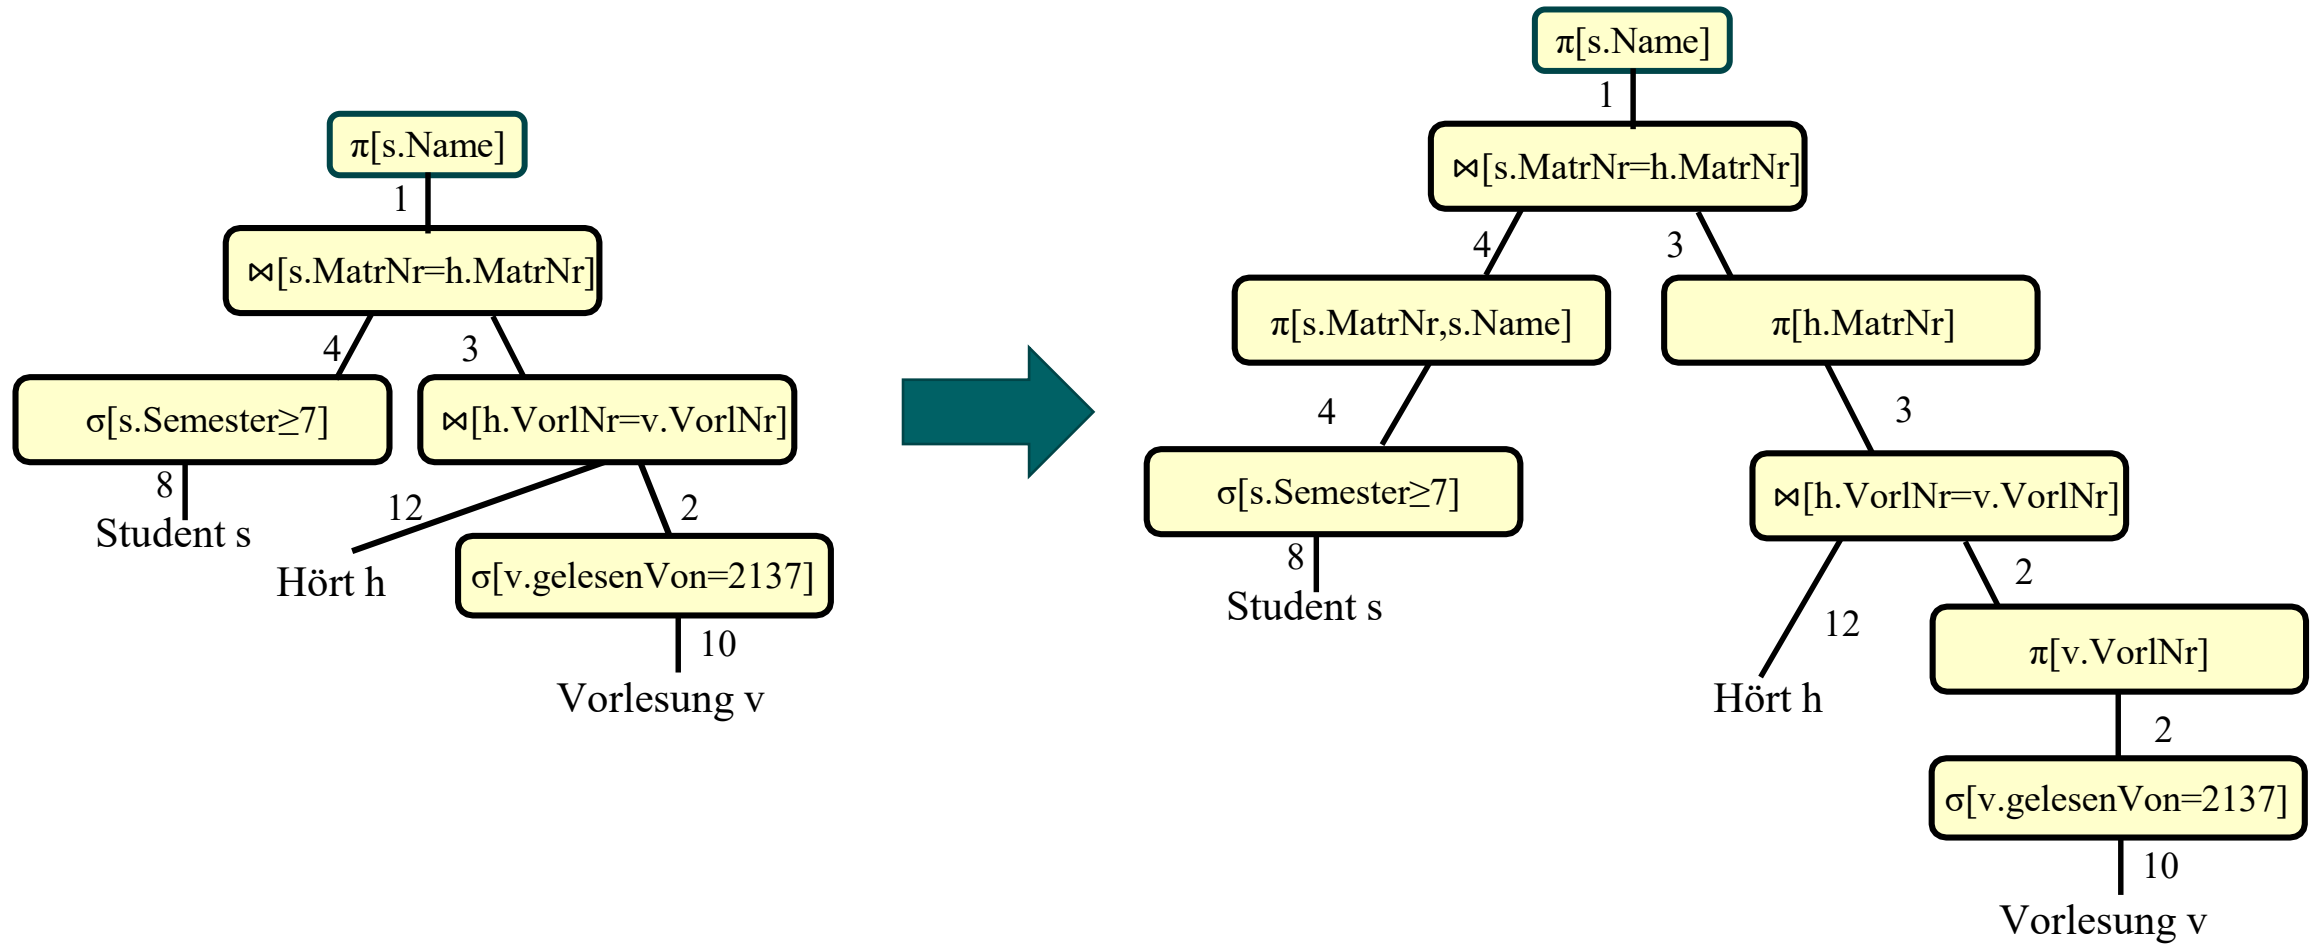 π[s.Name]
1
⋈[s.MatrNr=h.MatrNr]
4
3
σ[s.Semester≥7]
⋈[h.VorlNr=v.VorlNr]
8
12
2
Student s
Hört h
σ[v.gelesenVon=2137]
10
Vorlesung v
π[s.Name]
1
⋈[s.MatrNr=h.MatrNr]
4
3
π[s.MatrNr,s.Name]
π[h.MatrNr]
4
3
σ[s.Semester≥7]
⋈[h.VorlNr=v.VorlNr]
8
Student s
12
2
Hört h
π[v.VorlNr]
2
σ[v.gelesenVon=2137]
10
Vorlesung v